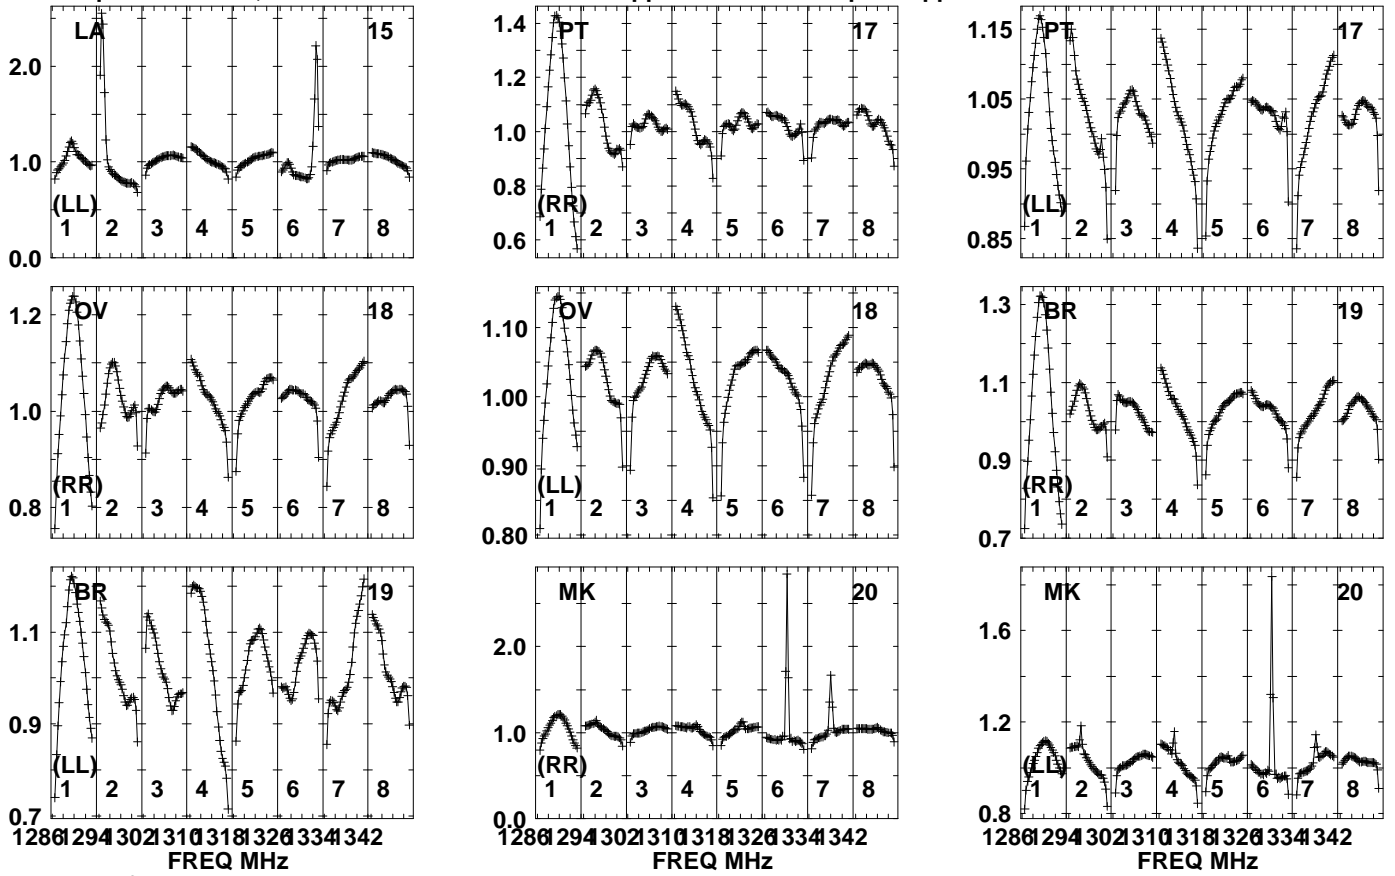 LA 15
2.0
1.0
0.0
(LL)
1 2 3 4 5 6 7 8
PT 17
1.4
1.2
1.0
0.8
0.6
(RR)
1 2 3 4 5 6 7 8
PT 17
1.15
1.05
0.95
0.85
(LL)
1 2 3 4 5 6 7 8
OV 18
1.2
1.0
0.8
(RR)
1 2 3 4 5 6 7 8
OV 18
1.10
1.00
0.90
0.80
(LL)
1 2 3 4 5 6 7 8
BR 19
1.3
1.1
0.9
0.7
(RR)
1 2 3 4 5 6 7 8
BR 19
1.1
0.9
0.7
(LL)
1 2 3 4 5 6 7 8
1286 1294 1302 1310 1318 1326 1334 1342
FREQ MHz
MK 20
2.0
1.0
0.0
(RR)
1 2 3 4 5 6 7 8
1286 1294 1302 1310 1318 1326 1334 1342
FREQ MHz
MK 20
1.6
1.2
0.8
(LL)
1 2 3 4 5 6 7 8
1286 1294 1302 1310 1318 1326 1334 1342
FREQ MHz